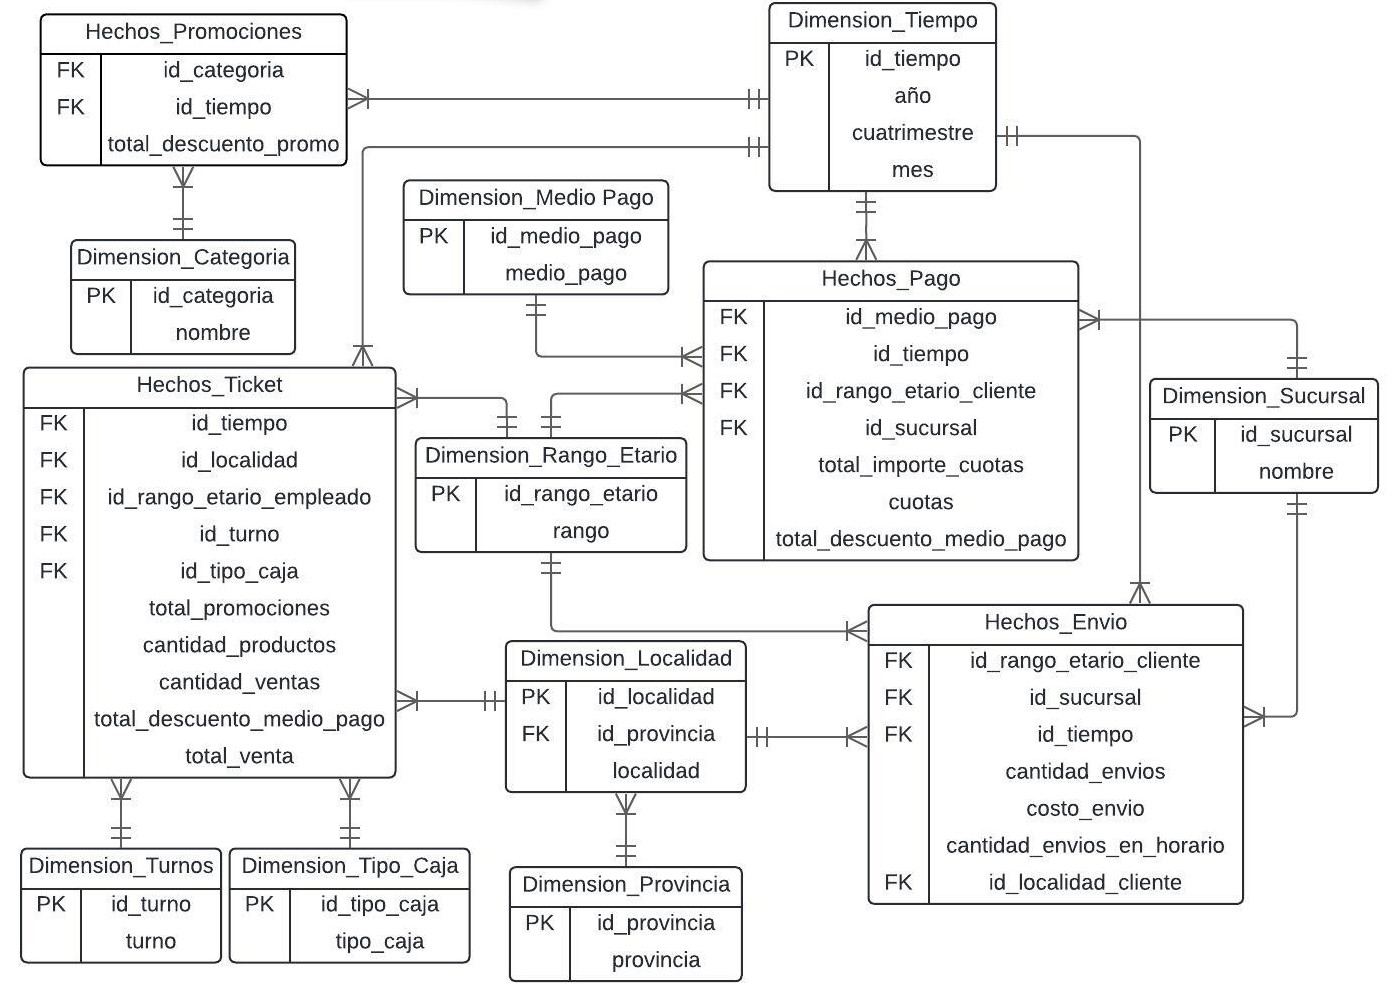 Hechos_Promociones
FK id_categoria
FK id_tiempo
total_descuento_promo
Dimension_Tiempo
PK id_tiempo
año
cuatrimestre
mes
Dimension_Medio Pago
PK id_medio_pago
medio_pago
Dimension_Categoria
PK id_categoria
nombre
Hechos_Pago
FK id_medio_pago
FK id_tiempo
FK id_rango_etario_cliente
FK id_sucursal
total_importe_cuotas
cuotas
total_descuento_medio_pago
Hechos_Ticket
FK id_tiempo
FK id_localidad
FK id_rango_etario_empleado
FK id_turno
FK id_tipo_caja
total_promociones
cantidad_productos
cantidad_ventas
total_descuento_medio_pago
total_venta
Dimension_Rango_Etario
PK id_rango_etario
rango
Dimension_Sucursal
PK id_sucursal
nombre
Dimension_Localidad
PK id_localidad
FK id_provincia
localidad
Hechos_Envio
FK id_rango_etario_cliente
FK id_sucursal
FK id_tiempo
cantidad_envios
costo_envio
cantidad_envios_en_horario
FK id_localidad_cliente
Dimension_Turnos
PK id_turno
turno
Dimension_Tipo_Caja
PK id_tipo_caja
tipo_caja
Dimension_Provincia
PK id_provincia
provincia